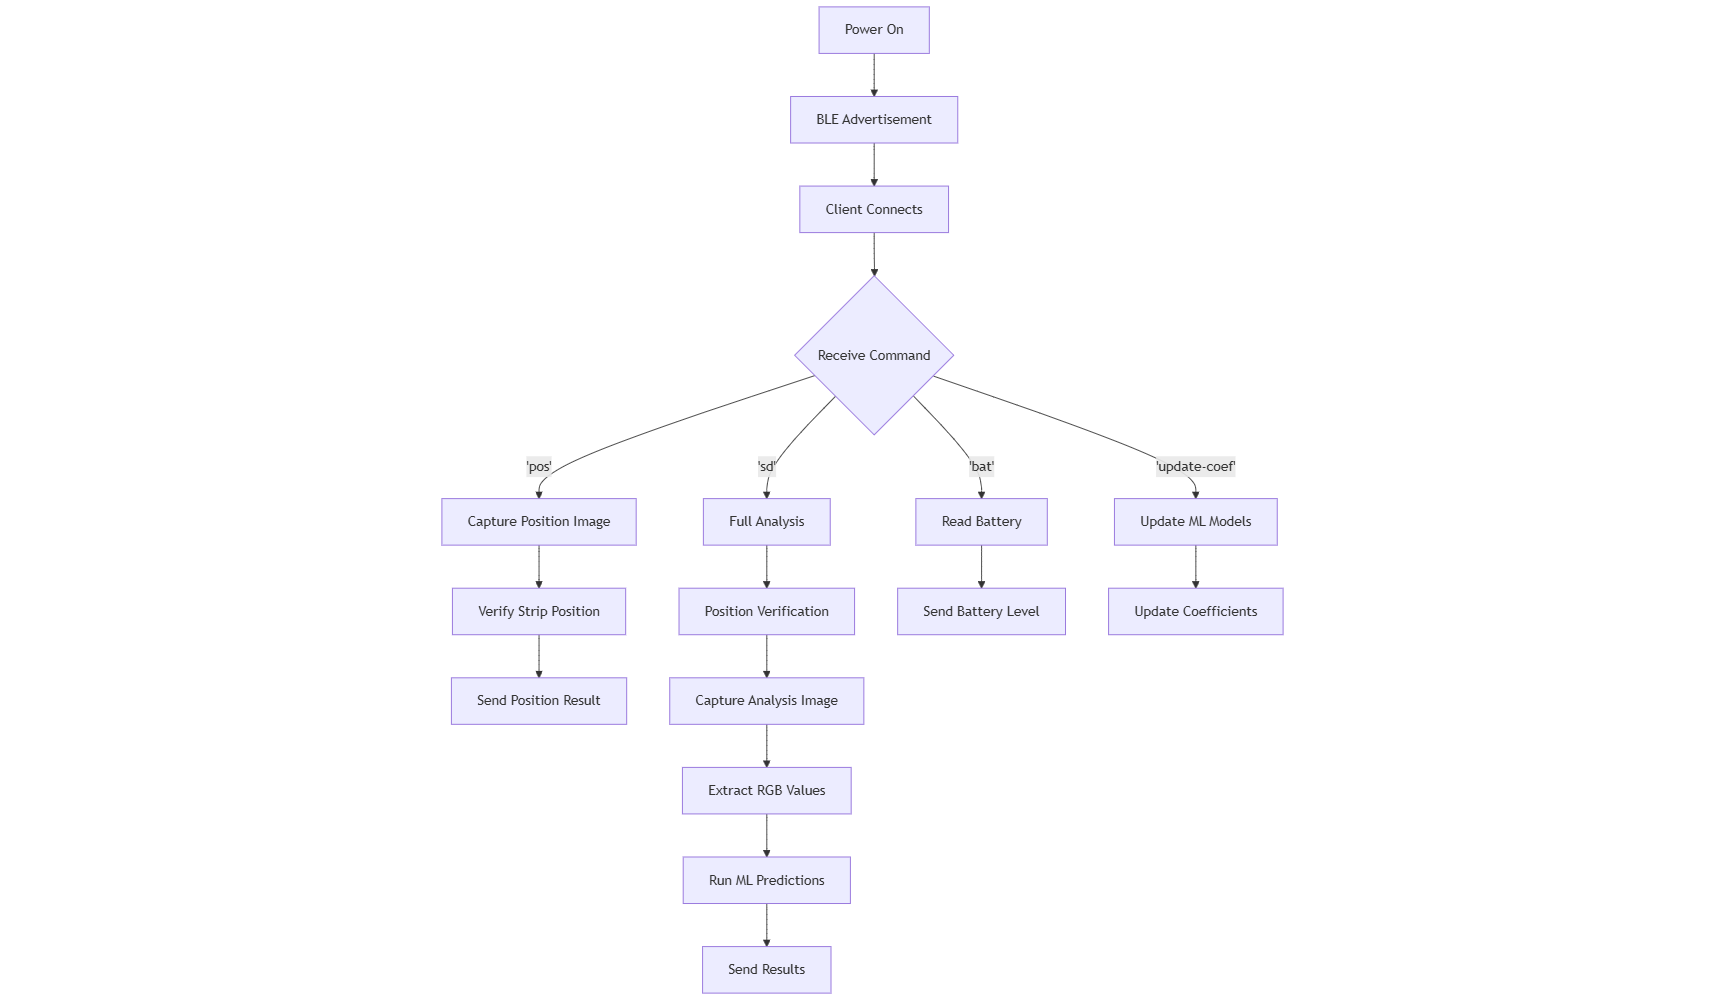 Power On
BLE Advertisement
Client Connects
Receive Command
'pos'
'sd'
'bat'
'update-coef'
Capture Position Image
Full Analysis
Read Battery
Update ML Models
Verify Strip Position
Position Verification
Send Battery Level
Update Coefficients
Send Position Result
Capture Analysis Image
Extract RGB Values
Run ML Predictions
Send Results